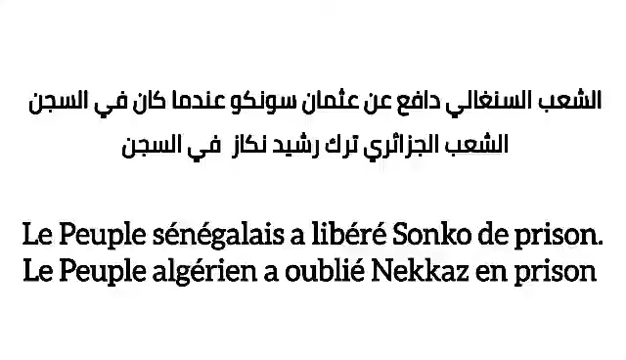 الشعب السنغالي دافع عن عثمان سونكو عندما كان في السجن
الشعب الجزائري ترك رشيد نكاز في السجن
Le Peuple sénégalais a libéré Sonko de prison.
Le Peuple algérien a oublié Nekkaz en prison